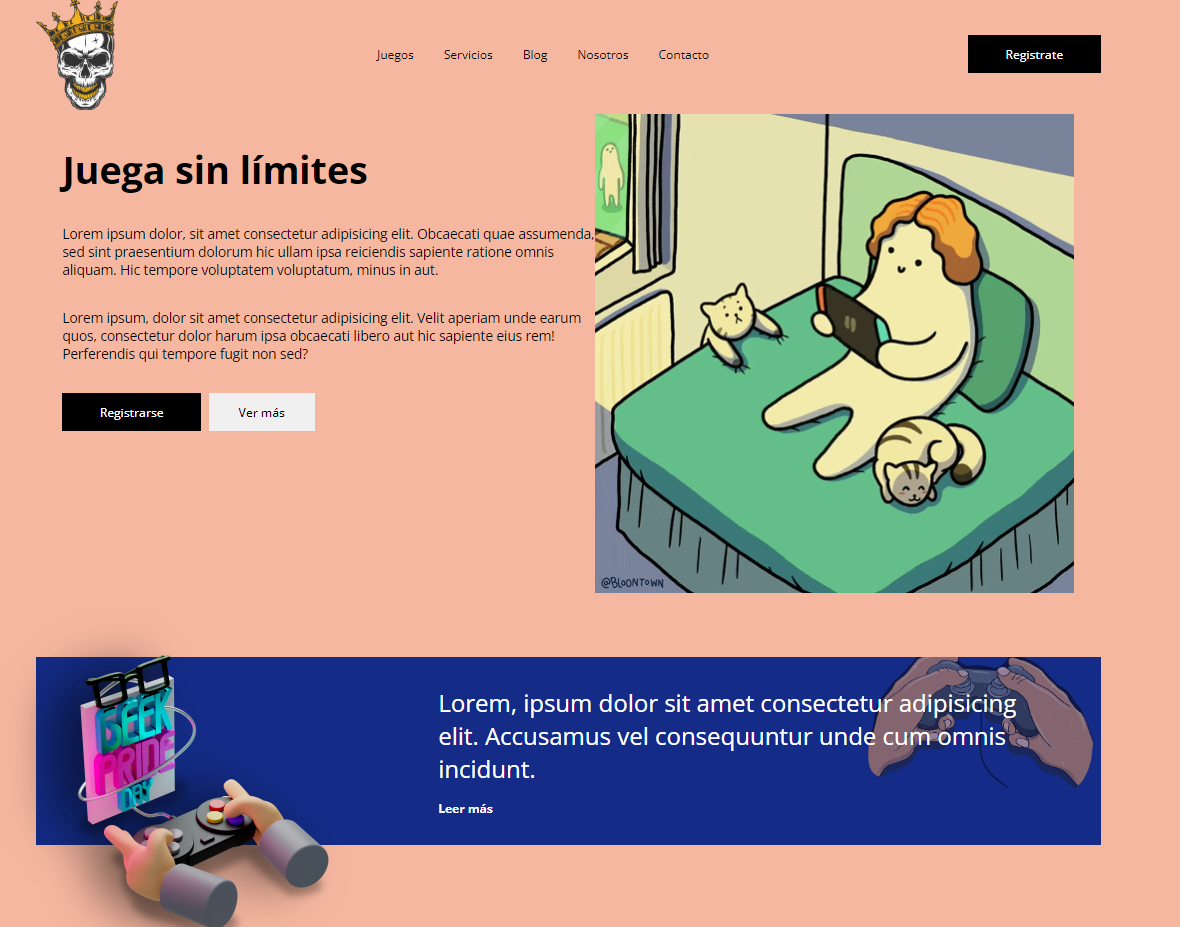 Juegos Servicios Blog Nosotros Contacto Registrate
Juega sin límites
Lorem ipsum dolor, sit amet consectetur adipisicing elit. Obcaecati quae assumenda,
sed sint praesentium dolorum hic ullam ipsa reiciendis sapiente ratione omnis
aliquam. Hic tempore voluptatem voluptatum, minus in aut.
Lorem ipsum, dolor sit amet consectetur adipisicing elit. Velit aperiam unde earum
quos, consectetur dolor harum ipsa obcaecati libero aut hic sapiente eius rem!
Perferendis qui tempore fugit non sed?
Registrarse Ver más
@BLOONTOWN
GEEK
PRIDE
DAY
Lorem, ipsum dolor sit amet consectetur adipisicing
elit. Accusamus vel consequuntur unde cum omnis
incidunt.
Leer más